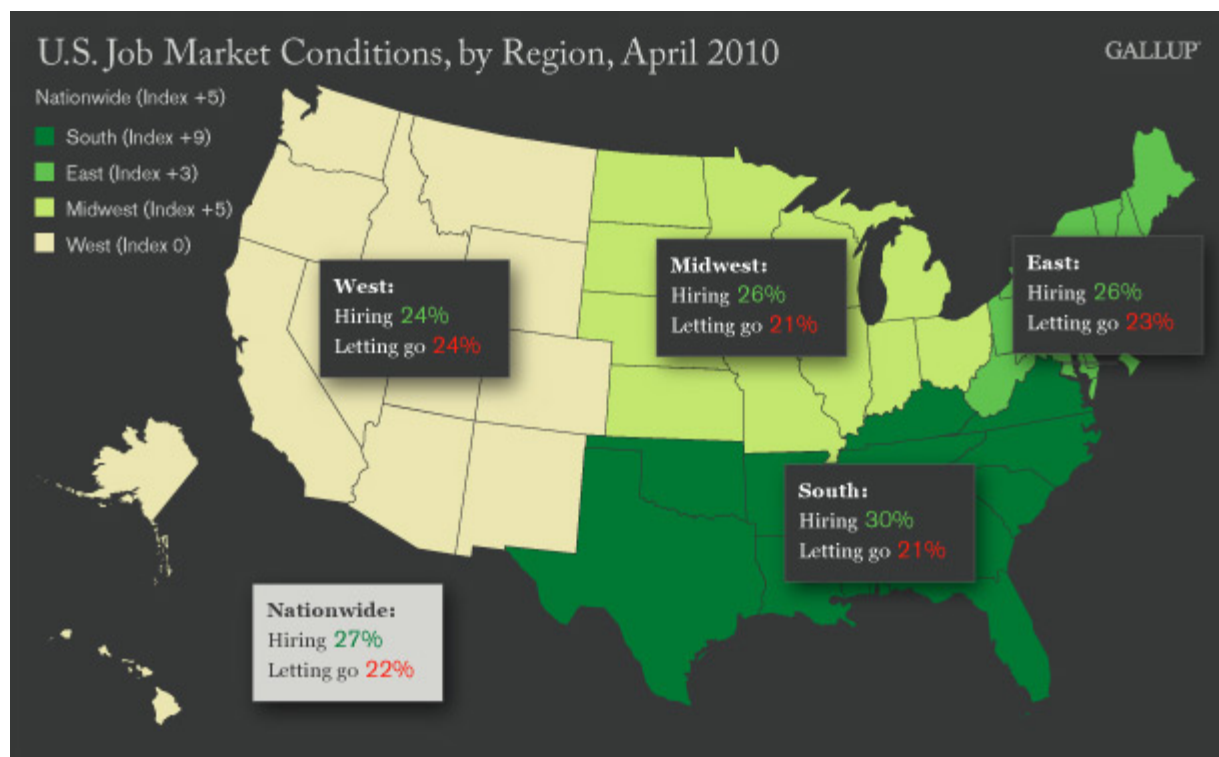 U.S. Job Market Conditions, by Region, April 2010
GALLUP
Nationwide (Index +5)
South (Index +9)
East (Index +3)
Midwest (Index +5)
West (Index 0)
West:
Hiring 24%
Letting go 24%
Midwest:
Hiring 26%
Letting go 21%
East:
Hiring 26%
Letting go 23%
South:
Hiring 30%
Letting go 21%
Nationwide:
Hiring 27%
Letting go 22%